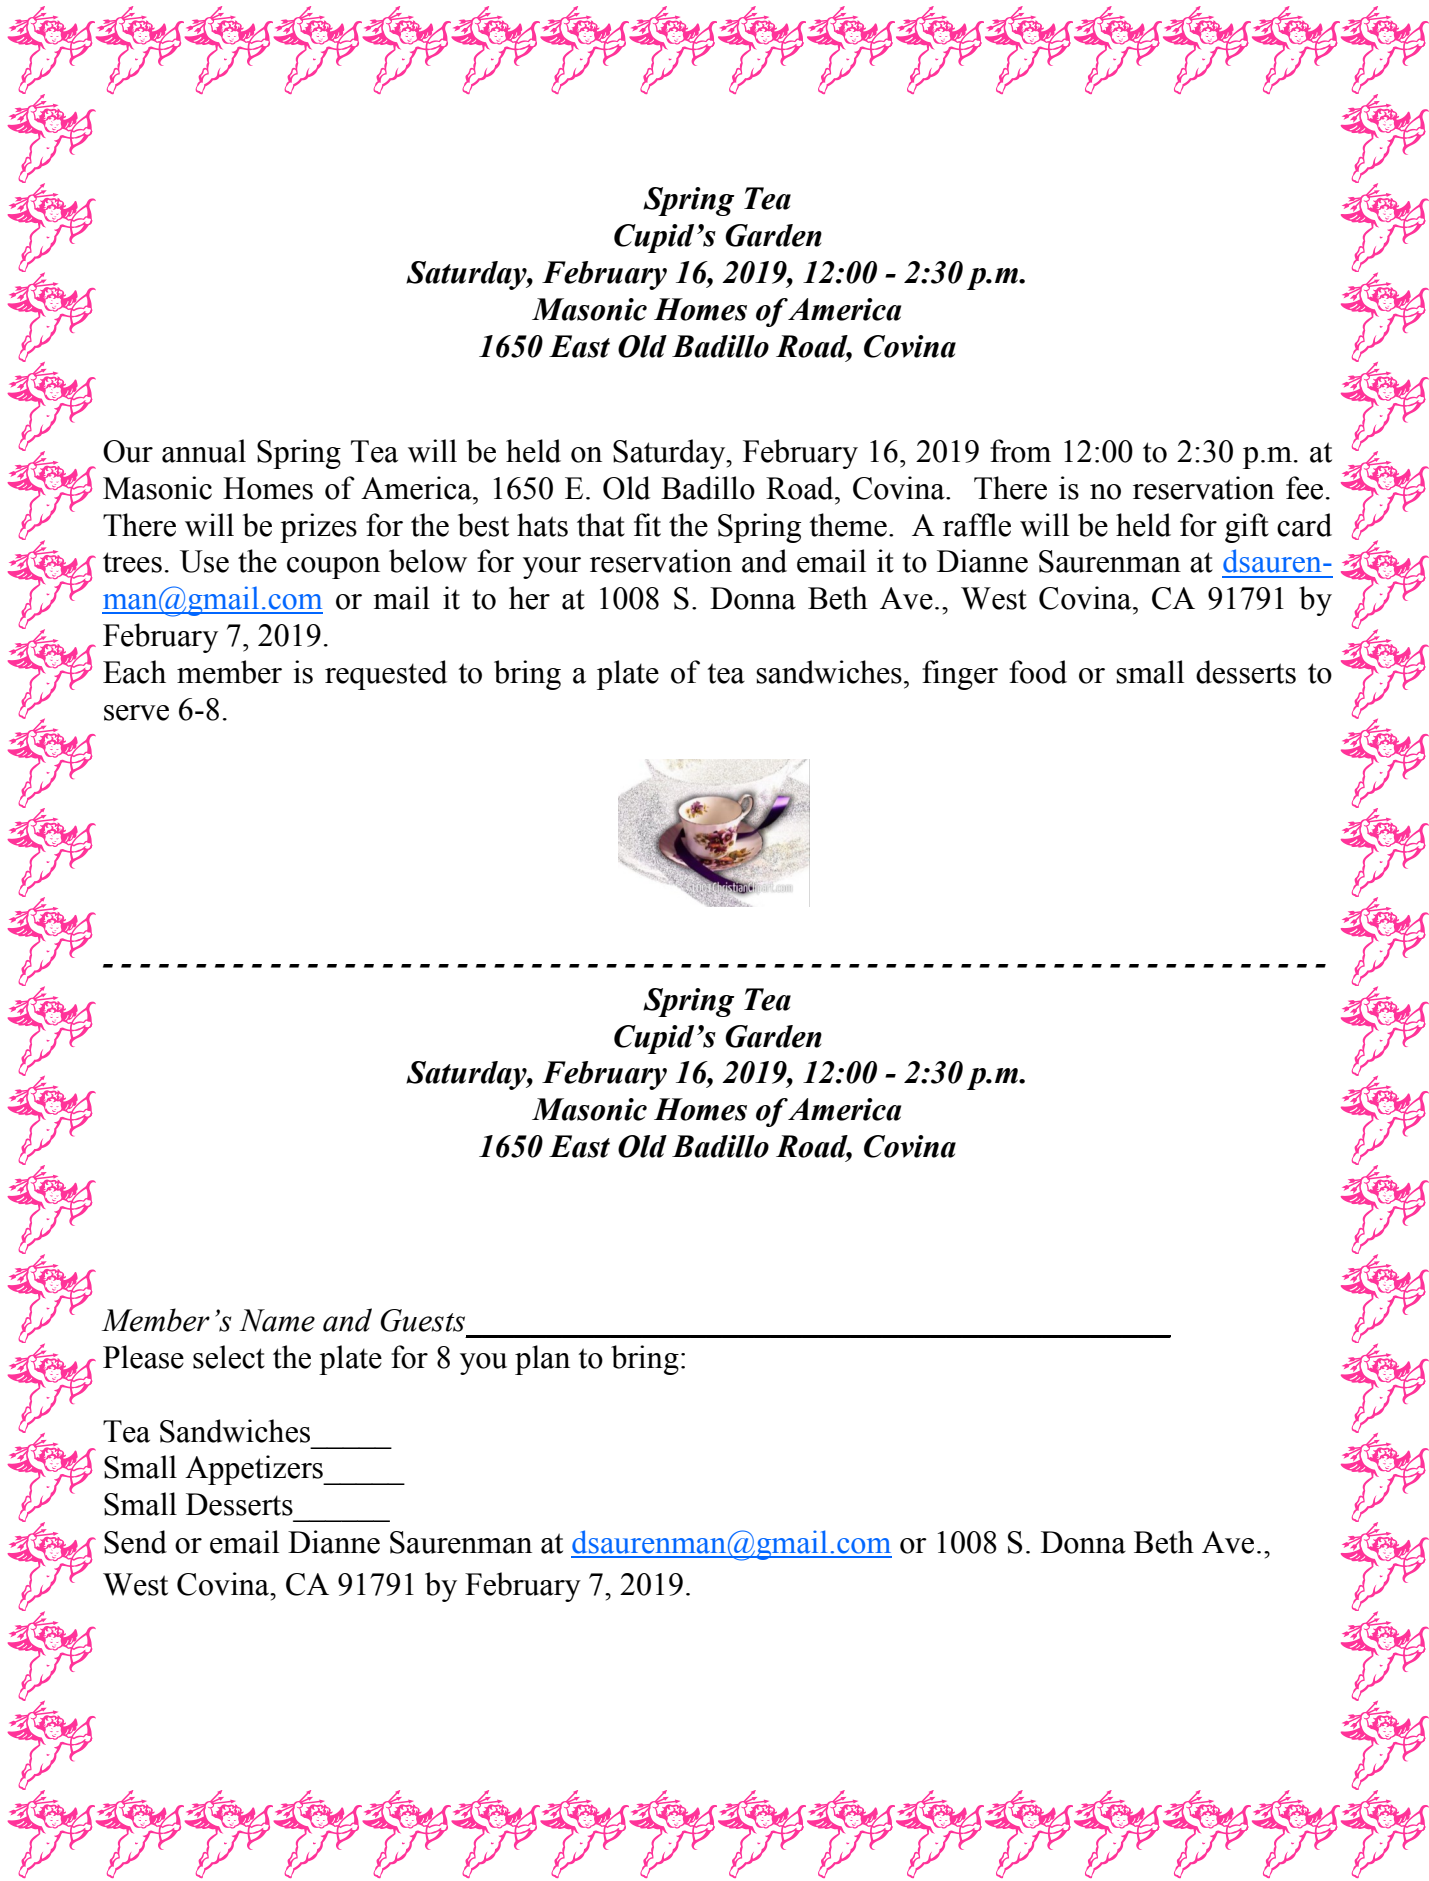 Spring Tea
Cupid’s Garden
Saturday, February 16, 2019, 12:00 - 2:30 p.m.
Masonic Homes of America
1650 East Old Badillo Road, Covina
Our annual Spring Tea will be held on Saturday, February 16, 2019 from 12:00 to 2:30 p.m. at
Masonic Homes of America, 1650 E. Old Badillo Road, Covina.  There is no reservation fee.
There will be prizes for the best hats that fit the Spring theme.  A raffle will be held for gift card
trees. Use the coupon below for your reservation and email it to Dianne Saurenman at dsauren-
man@gmail.com or mail it to her at 1008 S. Donna Beth Ave., West Covina, CA 91791 by
February 7, 2019.
Each member is requested to bring a plate of tea sandwiches, finger food or small desserts to
serve 6-8.
- - - - - - - - - - - - - - - - - - - - - - - - - - - - - - - - - - - - - - - - - - - - - - - - - - - - - - - - - - - - - - - - - -
Spring Tea
Cupid’s Garden
Saturday, February 16, 2019, 12:00 - 2:30 p.m.
Masonic Homes of America
1650 East Old Badillo Road, Covina
Member’s Name and Guests____________________________________________
Please select the plate for 8 you plan to bring:
Tea Sandwiches_____
Small Appetizers_____
Small Desserts______
Send or email Dianne Saurenman at dsaurenman@gmail.com or 1008 S. Donna Beth Ave.,
West Covina, CA 91791 by February 7, 2019.